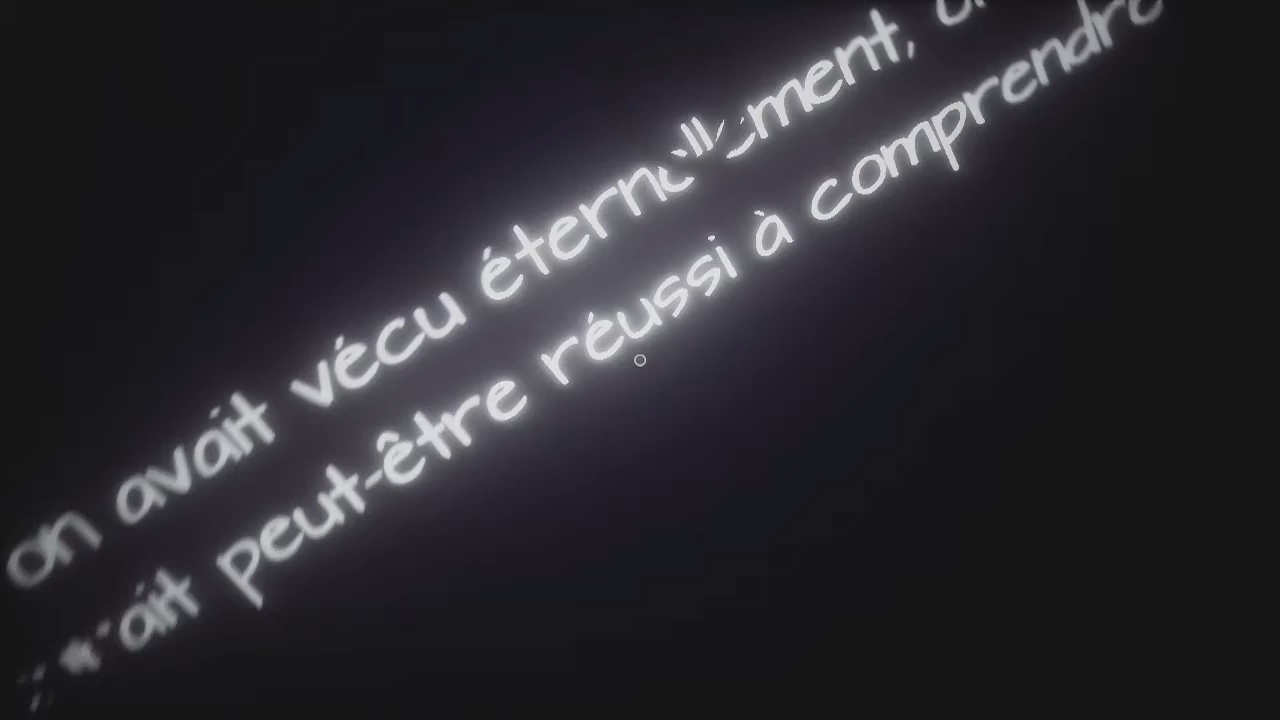 on avait vécu éternellement,
peut-être réussi à comprendre